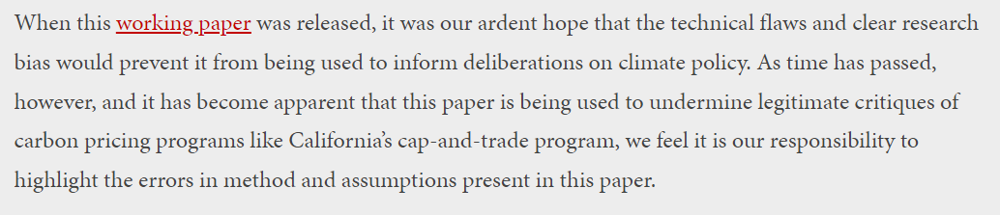 When this working paper was released, it was our ardent hope that the technical flaws and clear research
bias would prevent it from being used to inform deliberations on climate policy. As time has passed,
however, and it has become apparent that this paper is being used to undermine legitimate critiques of
carbon pricing programs like California’s cap-and-trade program, we feel it is our responsibility to
highlight the errors in method and assumptions present in this paper.